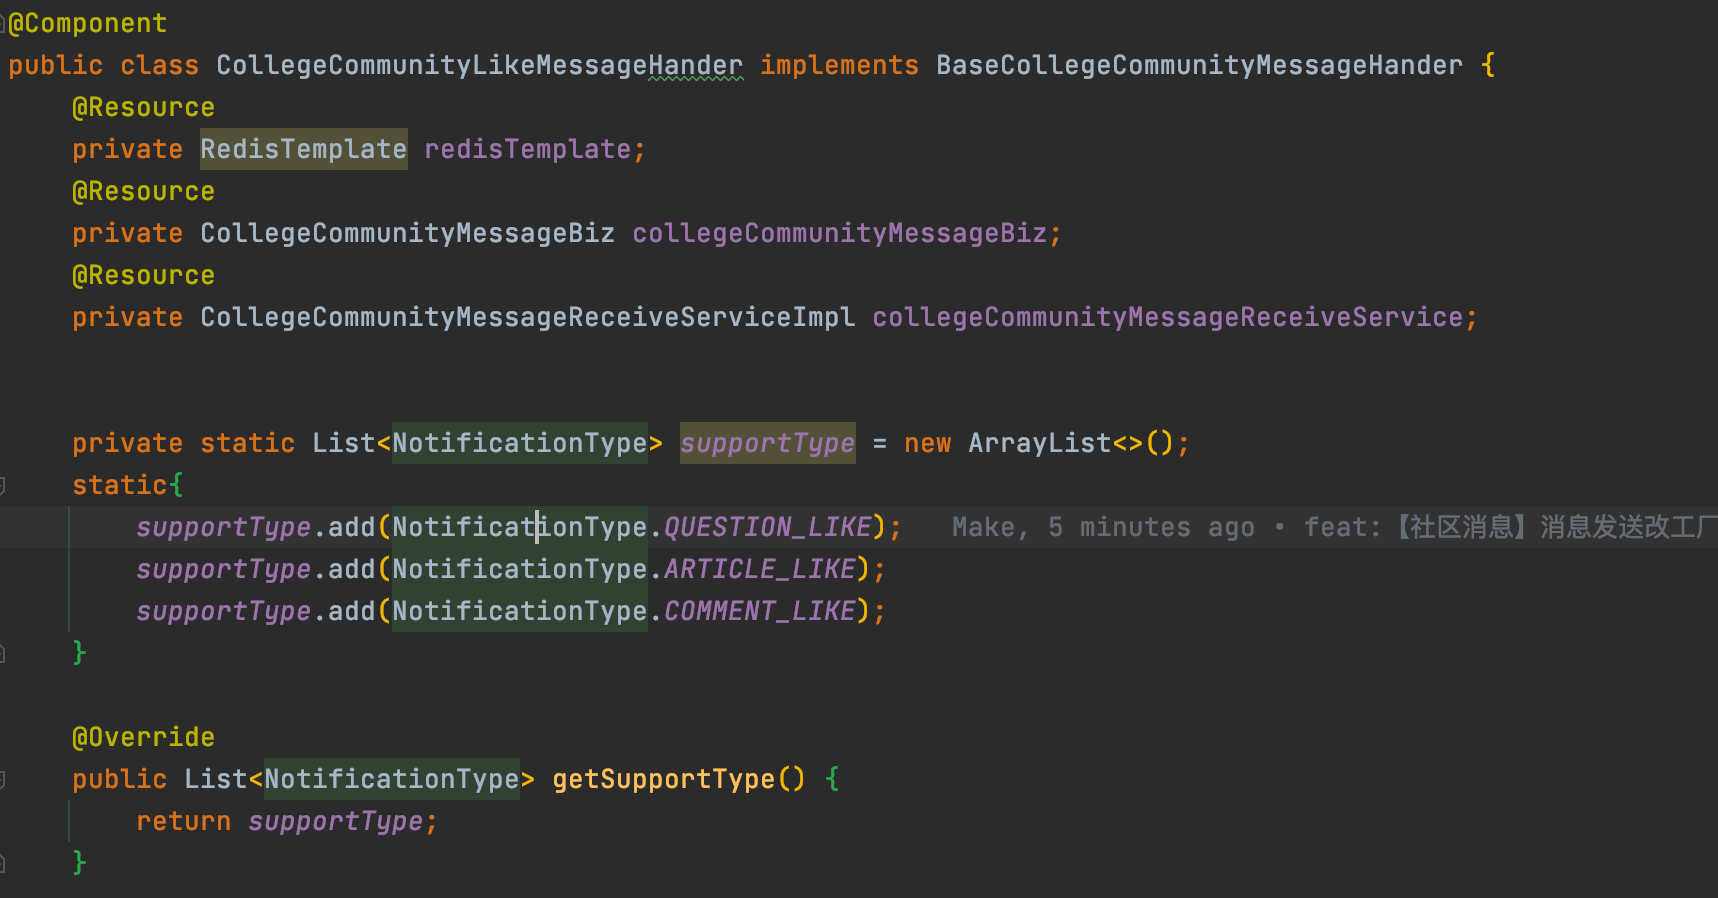 @Component
public class CollegeCommunityLikeMessageHander implements BaseCollegeCommunityMessageHander {
@Resource
private RedisTemplate redisTemplate;
@Resource
private CollegeCommunityMessageBiz collegeCommunityMessageBiz;
@Resource
private CollegeCommunityMessageReceiveServiceImpl collegeCommunityMessageReceiveService;
private static List<NotificationType> supportType = new ArrayList<>();
static{
supportType.add(NotificationType.QUESTION_LIKE); Make, 5 minutes ago • feat:【社区消息】消息发送改工厂
supportType.add(NotificationType.ARTICLE_LIKE);
supportType.add(NotificationType.COMMENT_LIKE);
}
@Override
public List<NotificationType> getSupportType() {
return supportType;
}